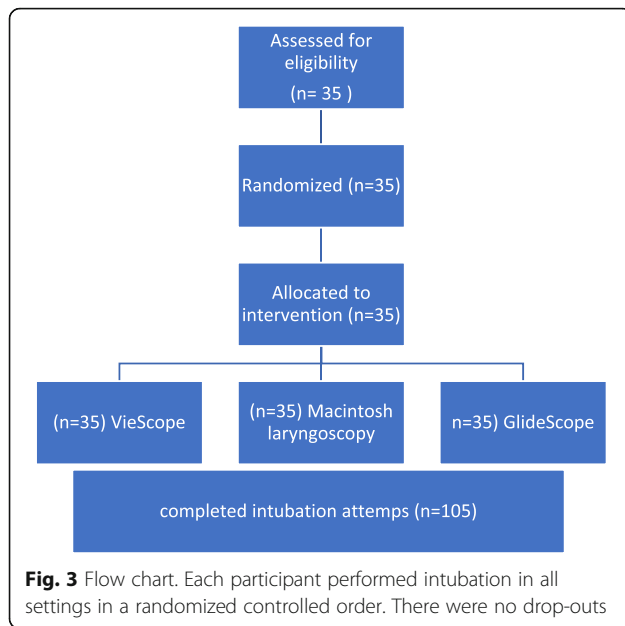 Assessed for
eligibility
(n= 35 )
Randomized (n=35)
Allocated to
intervention (n=35)
(n=35) VieScope
(n=35) Macintosh
laryngoscopy
n=35) GlideScope
completed intubation attemps (n=105)
Fig. 3 Flow chart. Each participant performed intubation in all
settings in a randomized controlled order. There were no drop-outs